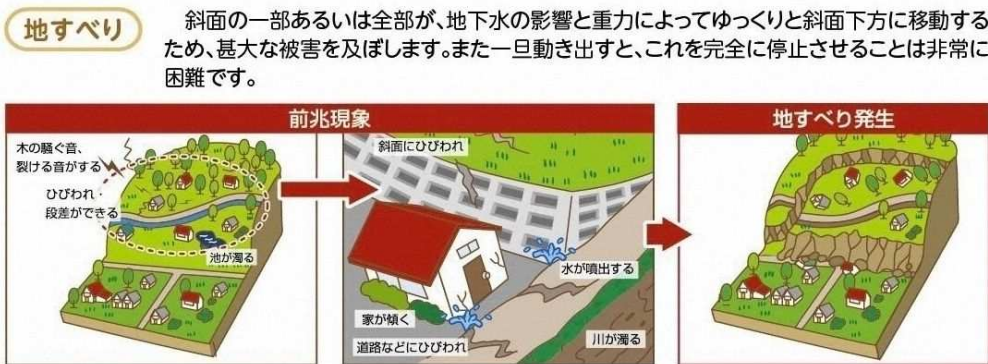 地すべり
斜面の一部あるいは全部が、地下水の影響と重力によってゆっくりと斜面下方に移動する
ため、甚大な被害を及ぼします。また一旦動き出すと、これを完全に停止させることは非常に
困難です。
前兆現象
木の騒ぐ音、
裂ける音がする
ひびわれ・
段差ができる
池が濁る
斜面にひびわれ
水が噴出する
家が傾く
道路などにひびわれ
川が濁る
地すべり発生